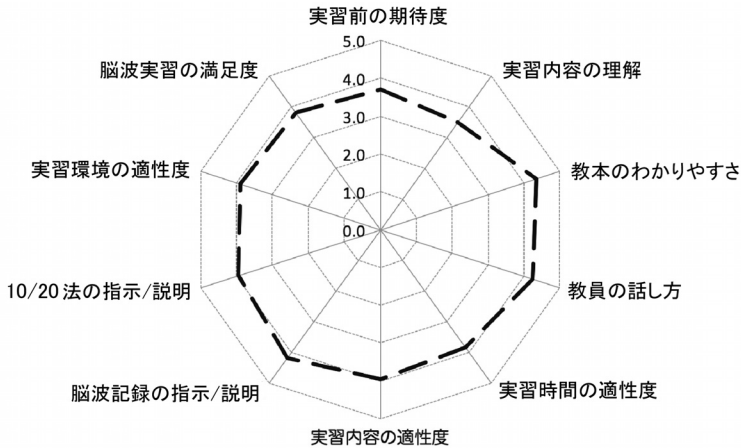 実習前の期待度
5.0
脳波実習の満足度
実習内容の理解
4.0
3.0
実習環境の適性度
教本のわかりやすさ
2.0
1.0
0.0
10/20法の指示/説明
教員の話し方
脳波記録の指示/説明
実習時間の適性度
実習内容の適性度